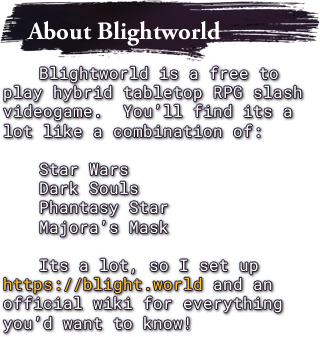 About Blightworld
Blightworld is a free to
play hybrid tabletop RPG slash
videogame.  You'll find its a
lot like a combination of:
Star Wars
Dark Souls
Phantasy Star
Majora's Mask
Its a lot, so I set up
https://blight.world and an
official wiki for everything
you'd want to know!